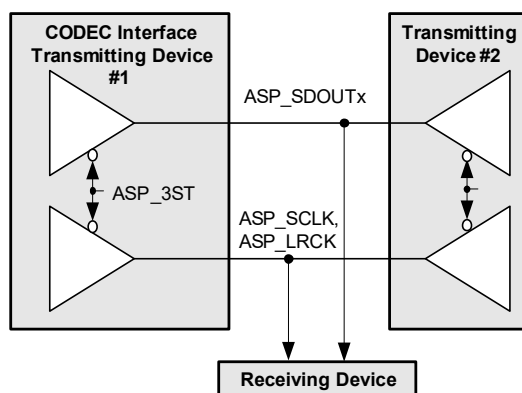 CODEC Interface
Transmitting Device
#1
Transmitting
Device #2
ASP_SDOUTx
ASP_3ST
ASP_SCLK,
ASP_LRCK
Receiving Device